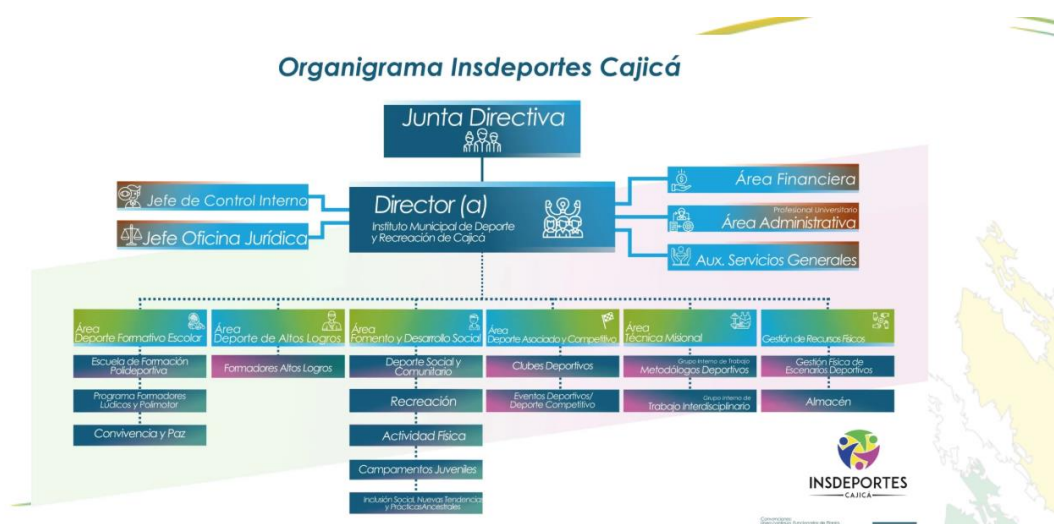 Organigrama Insdeportes Cajicá
Junta Directiva
Jefe de Control Interno
Jefe Oficina Jurídica
Director (a)
Instituto Municipal de Deporte
y Recreación de Cajicá
Área Financiera
Profesional Universitario
Área Administrativa
Aux. Servicios Generales
Área
Deporte Formativo Escolar
Escuela de Formación
Polideportiva
Programa Formadores
Lúdicos y Polimotor
Convivencia y Paz
Área
Deporte de Altos Logros
Formadores Altos Logros
Área
Fomento y Desarrollo Social
Deporte Social y
Comunitario
Recreación
Actividad Física
Campamentos Juveniles
Inclusión Social, Nuevas Tendencias
y Prácticas Ancestrales
Área
Deporte Asociado y Competitivo
Clubes Deportivos
Eventos Deportivos/
Deporte Competitivo
Área
Técnica Misional
Grupo Interno de Trabajo
Metodólogos Deportivos
Grupo Interno de
Trabajo Interdisciplinario
Gestión de Recursos Físicos
Gestión Física de
Escenarios Deportivos
Almacén
INSDEPORTES
CAJICÁ